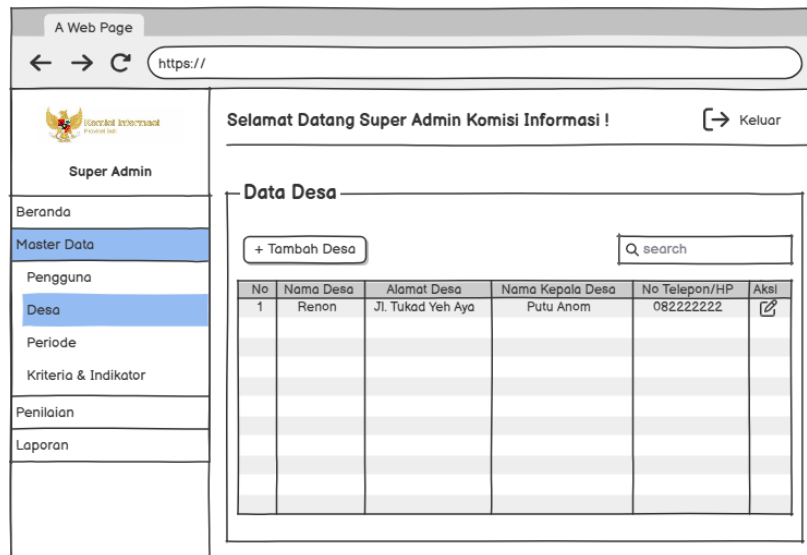 A Web Page
https://
Komisi Informasi
Selamat Datang Super Admin Komisi Informasi !
Keluar
Super Admin
Beranda
Master Data
Pengguna
Desa
Periode
Kriteria & Indikator
Penilaian
Laporan
Data Desa
+ Tambah Desa
search
No Nama Desa Alamat Desa Nama Kepala Desa No Telepon/HP Aksi
1 Renon Jl. Tukad Yeh Aya Putu Anom 082222222